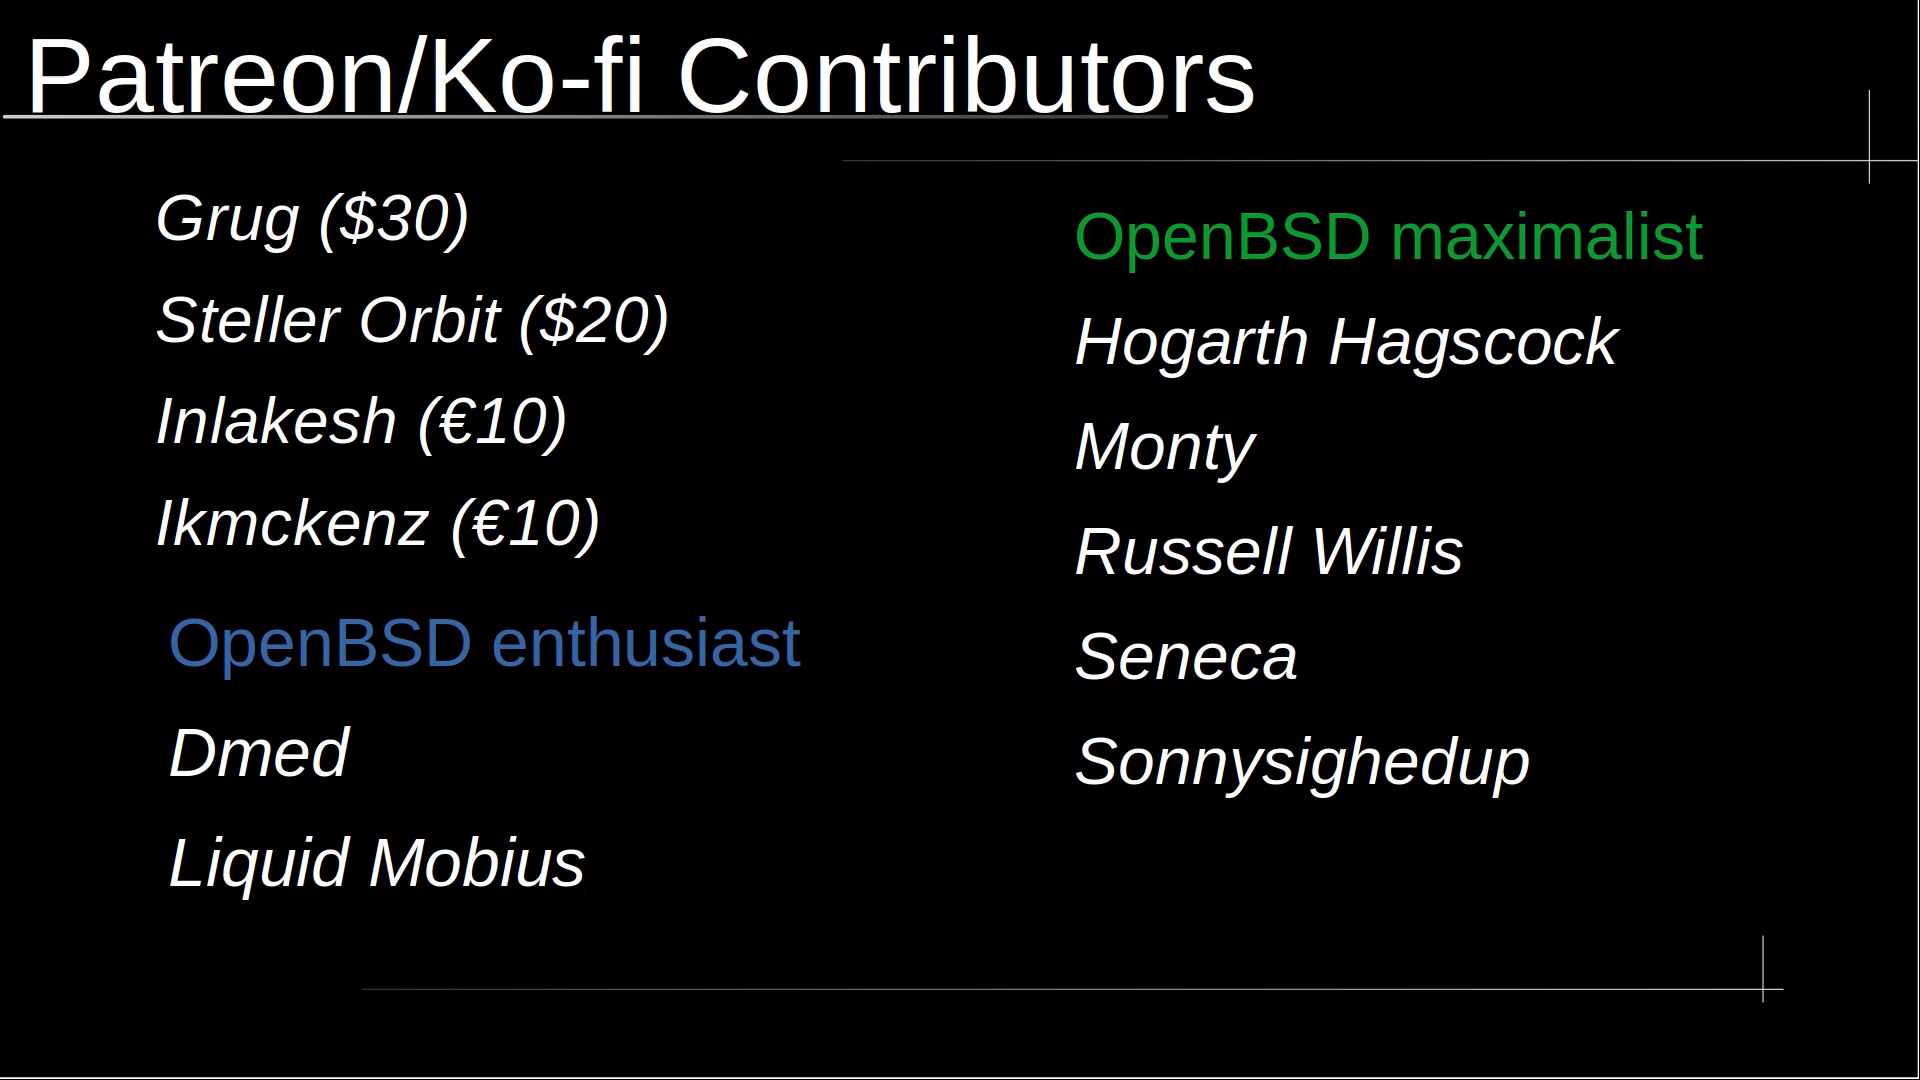 Patreon/Ko-fi Contributors
Grug ($30)
Steller Orbit ($20)
Inlakesh (€10)
Ikmckenz (€10)
OpenBSD enthusiast
Dmed
Liquid Mobius
OpenBSD maximalist
Hogarth Hagscock
Monty
Russell Willis
Seneca
Sonnysighedup